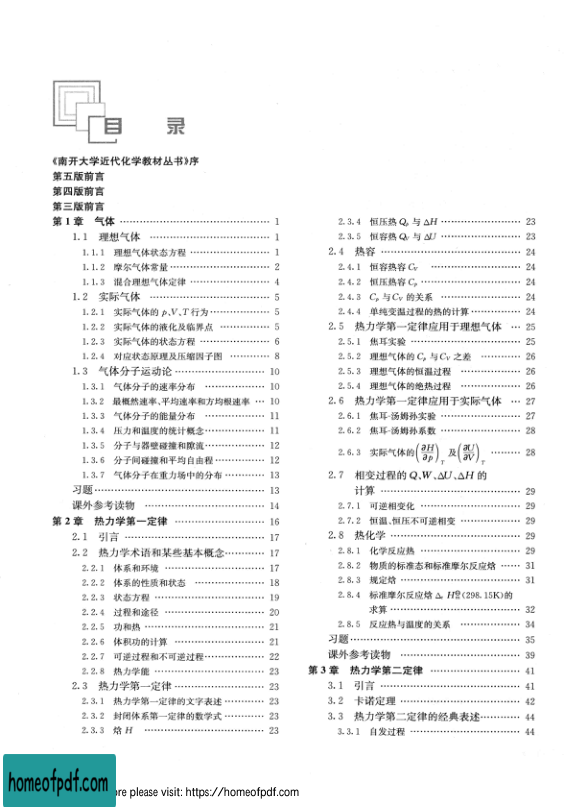 目 录
《南开大学近代化学教材丛书》序
第五版前言
第四版前言
第三版前言
第1章 气体 …… 1
1.1 理想气体 …… 1
1.1.1 理想气体状态方程 …… 1
1.1.2 摩尔气体常量 …… 2
1.1.3 混合理想气体定律 …… 4
1.2 实际气体 …… 5
1.2.1 实际气体的 p、V、T 行为 …… 5
1.2.2 实际气体的液化及临界点 …… 5
1.2.3 实际气体的状态方程 …… 6
1.2.4 对应状态原理及压缩因子图 …… 8
1.3 气体分子运动论 …… 10
1.3.1 气体分子的速率分布 …… 10
1.3.2 最概然速率、平均速率和方均根速率 … 10
1.3.3 气体分子的能量分布 …… 11
1.3.4 压力和温度的统计概念 …… 11
1.3.5 分子与器壁碰撞和隙流 …… 12
1.3.6 分子间碰撞和平均自由程 …… 12
1.3.7 气体分子在重力场中的分布 …… 13
习题 …… 13
课外参考读物 …… 14
第2章 热力学第一定律 …… 16
2.1 引言 …… 17
2.2 热力学术语和某些基本概念 …… 17
2.2.1 体系和环境 …… 17
2.2.2 体系的性质和状态 …… 18
2.2.3 状态方程 …… 19
2.2.4 过程和途径 …… 20
2.2.5 功和热 …… 21
2.2.6 体积功的计算 …… 21
2.2.7 可逆过程和不可逆过程 …… 22
2.2.8 热力学能 …… 23
2.3 热力学第一定律 …… 23
2.3.1 热力学第一定律的文字表述 …… 23
2.3.2 封闭体系第一定律的数学式 …… 23
2.3.3 焓 H …… 23
2.3.4 恒压热 Qp 与 ΔH …… 23
2.3.5 恒容热 QV 与 ΔU …… 23
2.4 热容 …… 24
2.4.1 恒容热容 CV …… 24
2.4.2 恒压热容 Cp …… 24
2.4.3 Cp 与 CV 的关系 …… 24
2.4.4 单纯变温过程的热的计算 …… 24
2.5 热力学第一定律应用于理想气体 … 25
2.5.1 焦耳实验 …… 25
2.5.2 理想气体的 Cp 与 CV 之差 …… 26
2.5.3 理想气体的恒温过程 …… 26
2.5.4 理想气体的绝热过程 …… 26
2.6 热力学第一定律应用于实际气体 … 27
2.6.1 焦耳-汤姆孙实验 …… 27
2.6.2 焦耳-汤姆孙系数 …… 28
2.6.3 实际气体的(∂H/∂p)T 及(∂U/∂V)T …… 28
2.7 相变过程的 Q、W、ΔU、ΔH 的
计算 …… 29
2.7.1 可逆相变化 …… 29
2.7.2 恒温、恒压不可逆相变 …… 29
2.8 热化学 …… 29
2.8.1 化学反应热 …… 29
2.8.2 物质的标准态和标准摩尔反应焓 …… 31
2.8.3 规定焓 …… 31
2.8.4 标准摩尔反应焓 Δr H⊖m(298.15K)的
求算 …… 32
2.8.5 反应热与温度的关系 …… 34
习题 …… 35
课外参考读物 …… 39
第3章 热力学第二定律 …… 41
3.1 引言 …… 41
3.2 卡诺定理 …… 42
3.3 热力学第二定律的经典表述 …… 44
3.3.1 自发过程 …… 44
homeofpdf.com
re please visit: https://homeofpdf.com